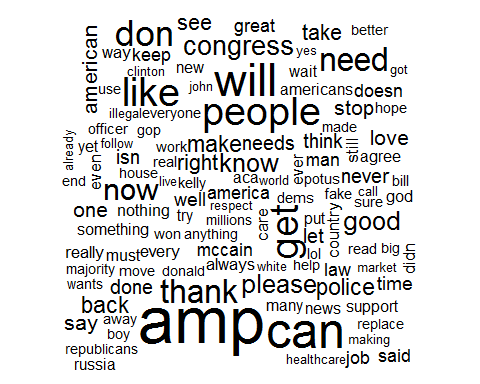 don see great take better
american way keep congress yes need got
clinton new wait americans doesn
use like john will
illegal everyone people stop hope
officer gop made
already yet follow work make needs think still love
even isn real right know ever man agree
end house live kelly aca world potus never bill
now well america dems fake call sure god
one nothing try respect millions care get put country good
something won anything let
really must every mccain lol read big didn
majority move donald always white help law market
wants done thank please police time
back many news support
say away amp can replace
boy making
republicans healthcare job said
russia